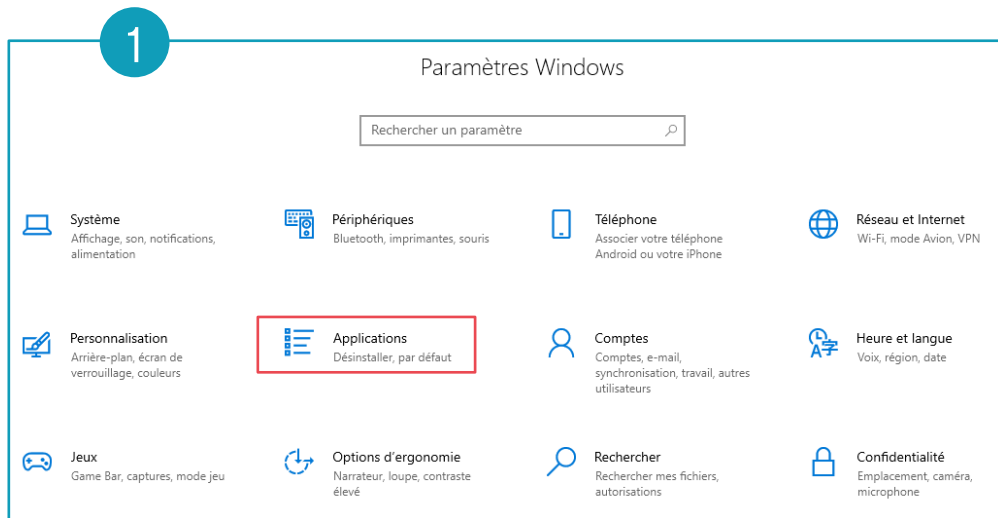 1
Paramètres Windows
Rechercher un paramètre
Système
Affichage, son, notifications,
alimentation
Périphériques
Bluetooth, imprimantes, souris
Téléphone
Associer votre téléphone
Android ou votre iPhone
Réseau et Internet
Wi-Fi, mode Avion, VPN
Personnalisation
Arrière-plan, écran de
verrouillage, couleurs
Applications
Désinstaller, par défaut
Comptes
Comptes, e-mail,
synchronisation, travail, autres
utilisateurs
Heure et langue
Voix, région, date
Jeux
Game Bar, captures, mode jeu
Options d’ergonomie
Narrateur, loupe, contraste
élevé
Rechercher
Rechercher mes fichiers,
autorisations
Confidentialité
Emplacement, caméra,
microphone